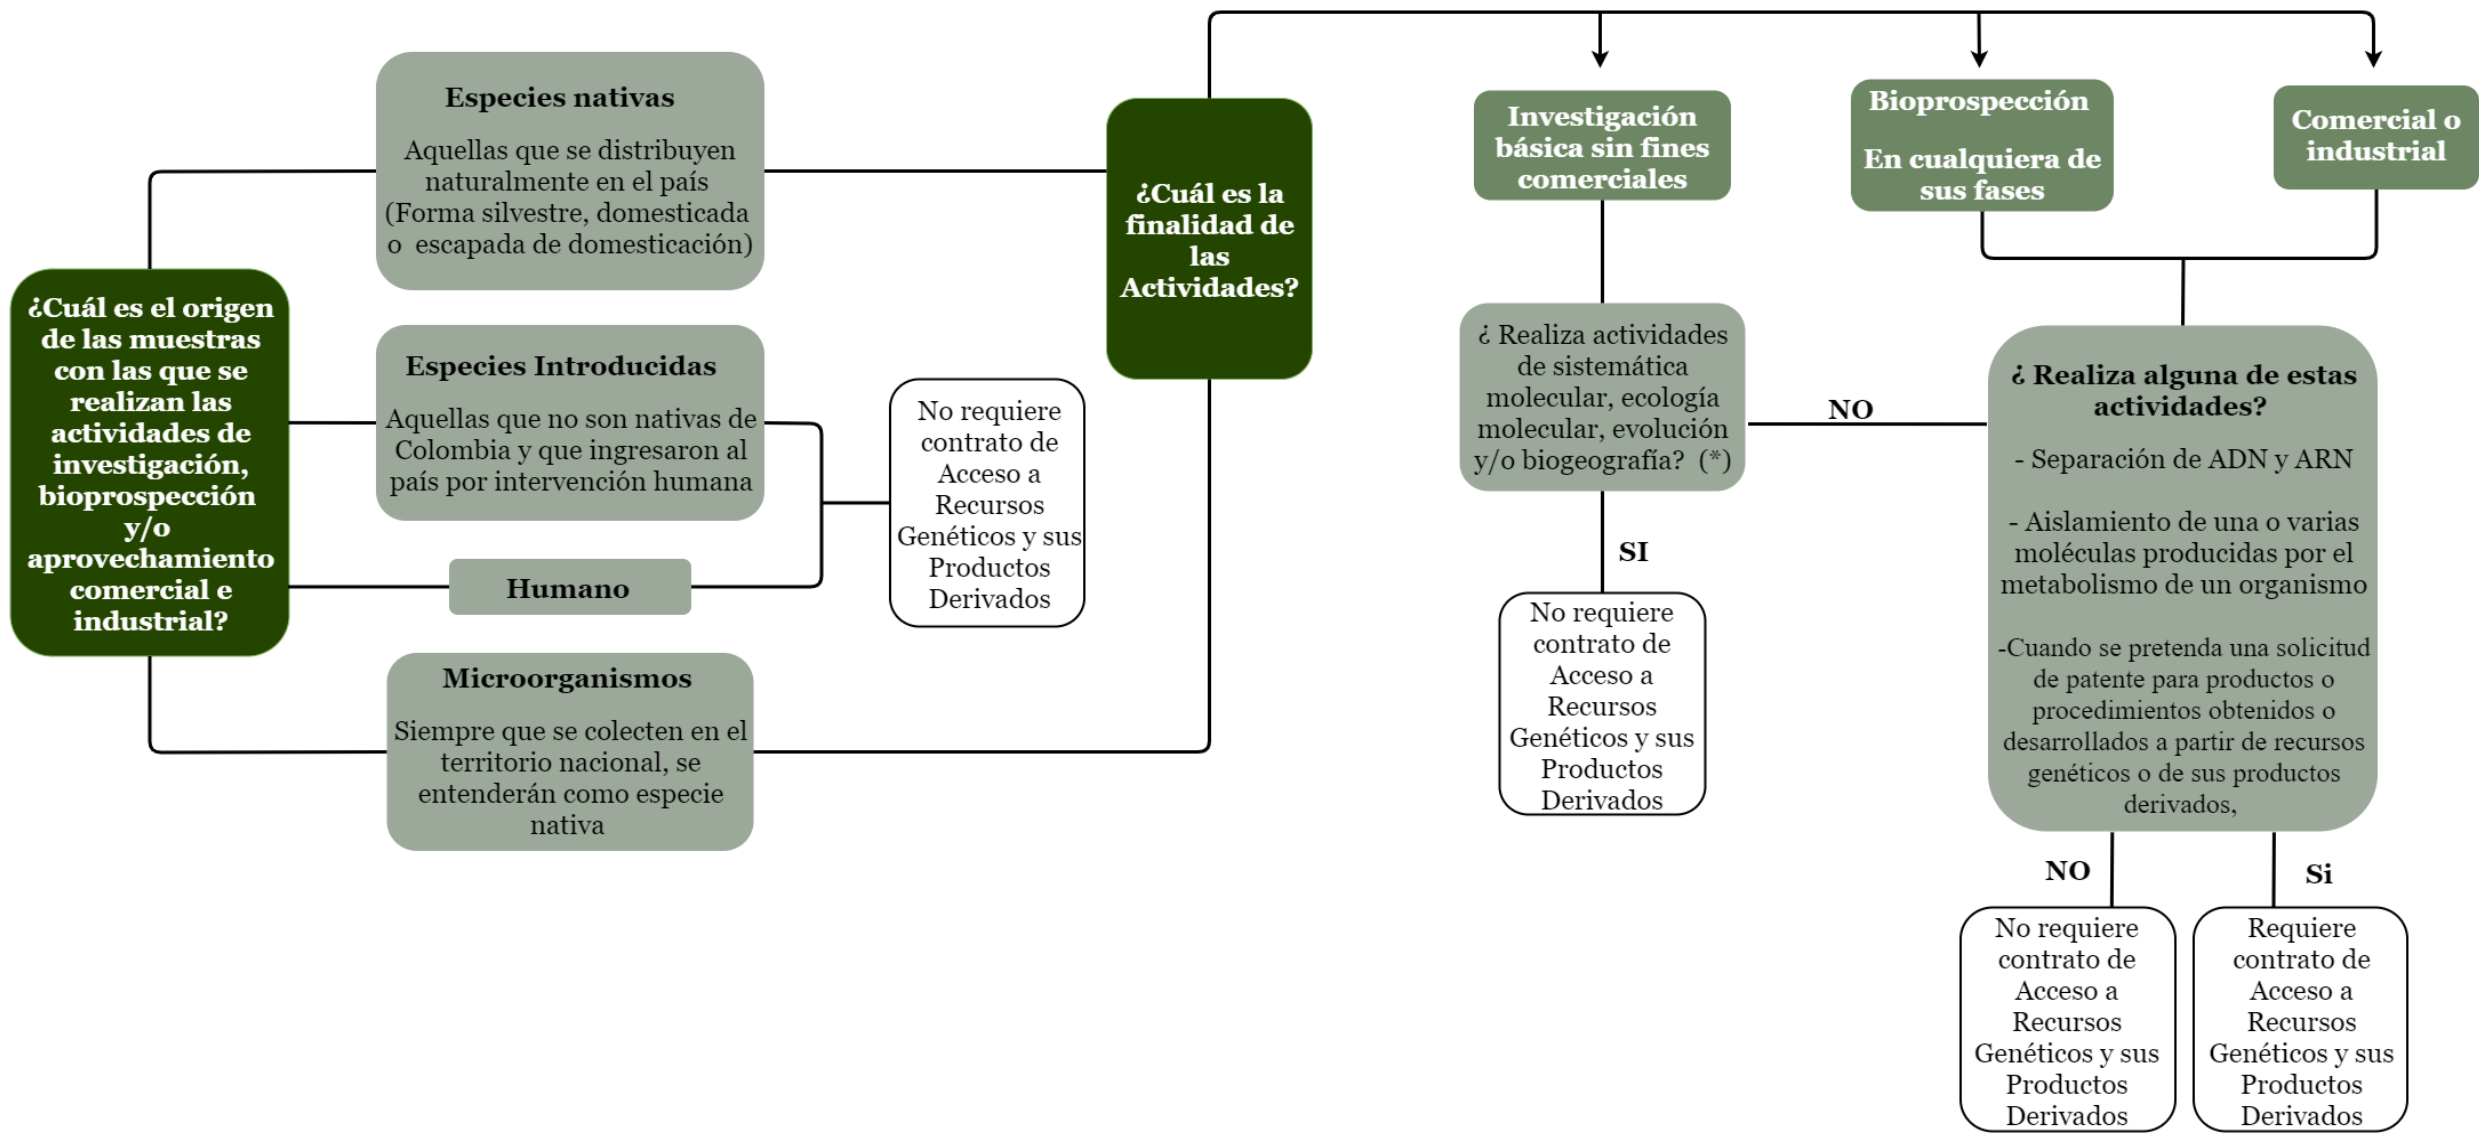 ¿Cuál es el origen
de las muestras
con las que se
realizan las
actividades de
investigación,
bioprospección
y/o
aprovechamiento
comercial e
industrial?
Especies nativas
Aquellas que se distribuyen
naturalmente en el país
(Forma silvestre, domesticada
o escapada de domesticación)
Especies Introducidas
Aquellas que no son nativas de
Colombia y que ingresaron al
país por intervención humana
Humano
Microorganismos
Siempre que se colecten en el
territorio nacional, se
entenderán como especie
nativa
No requiere
contrato de
Acceso a
Recursos
Genéticos y sus
Productos
Derivados
¿Cuál es la
finalidad de
las
Actividades?
Investigación
básica sin fines
comerciales
Bioprospección
En cualquiera de
sus fases
Comercial o
industrial
¿ Realiza actividades
de sistemática
molecular, ecología
molecular, evolución
y/o biogeografía? (*)
NO
SI
No requiere
contrato de
Acceso a
Recursos
Genéticos y sus
Productos
Derivados
¿ Realiza alguna de estas
actividades?
- Separación de ADN y ARN
- Aislamiento de una o varias
moléculas producidas por el
metabolismo de un organismo
-Cuando se pretenda una solicitud
de patente para productos o
procedimientos obtenidos o
desarrollados a partir de recursos
genéticos o de sus productos
derivados,
NO
Si
No requiere
contrato de
Acceso a
Recursos
Genéticos y sus
Productos
Derivados
Requiere
contrato de
Acceso a
Recursos
Genéticos y sus
Productos
Derivados